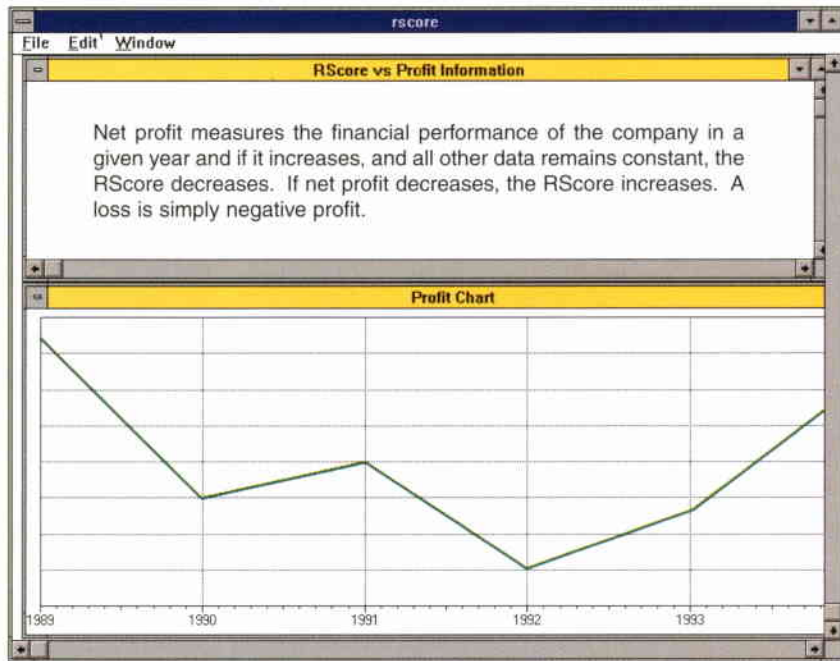 rscore
File Edit Window
RScore vs Profit Information
Net profit measures the financial performance of the company in a
given year and if it increases, and all other data remains constant, the
RScore decreases. If net profit decreases, the RScore increases. A
loss is simply negative profit.
Profit Chart
1989 1990 1991 1992 1993